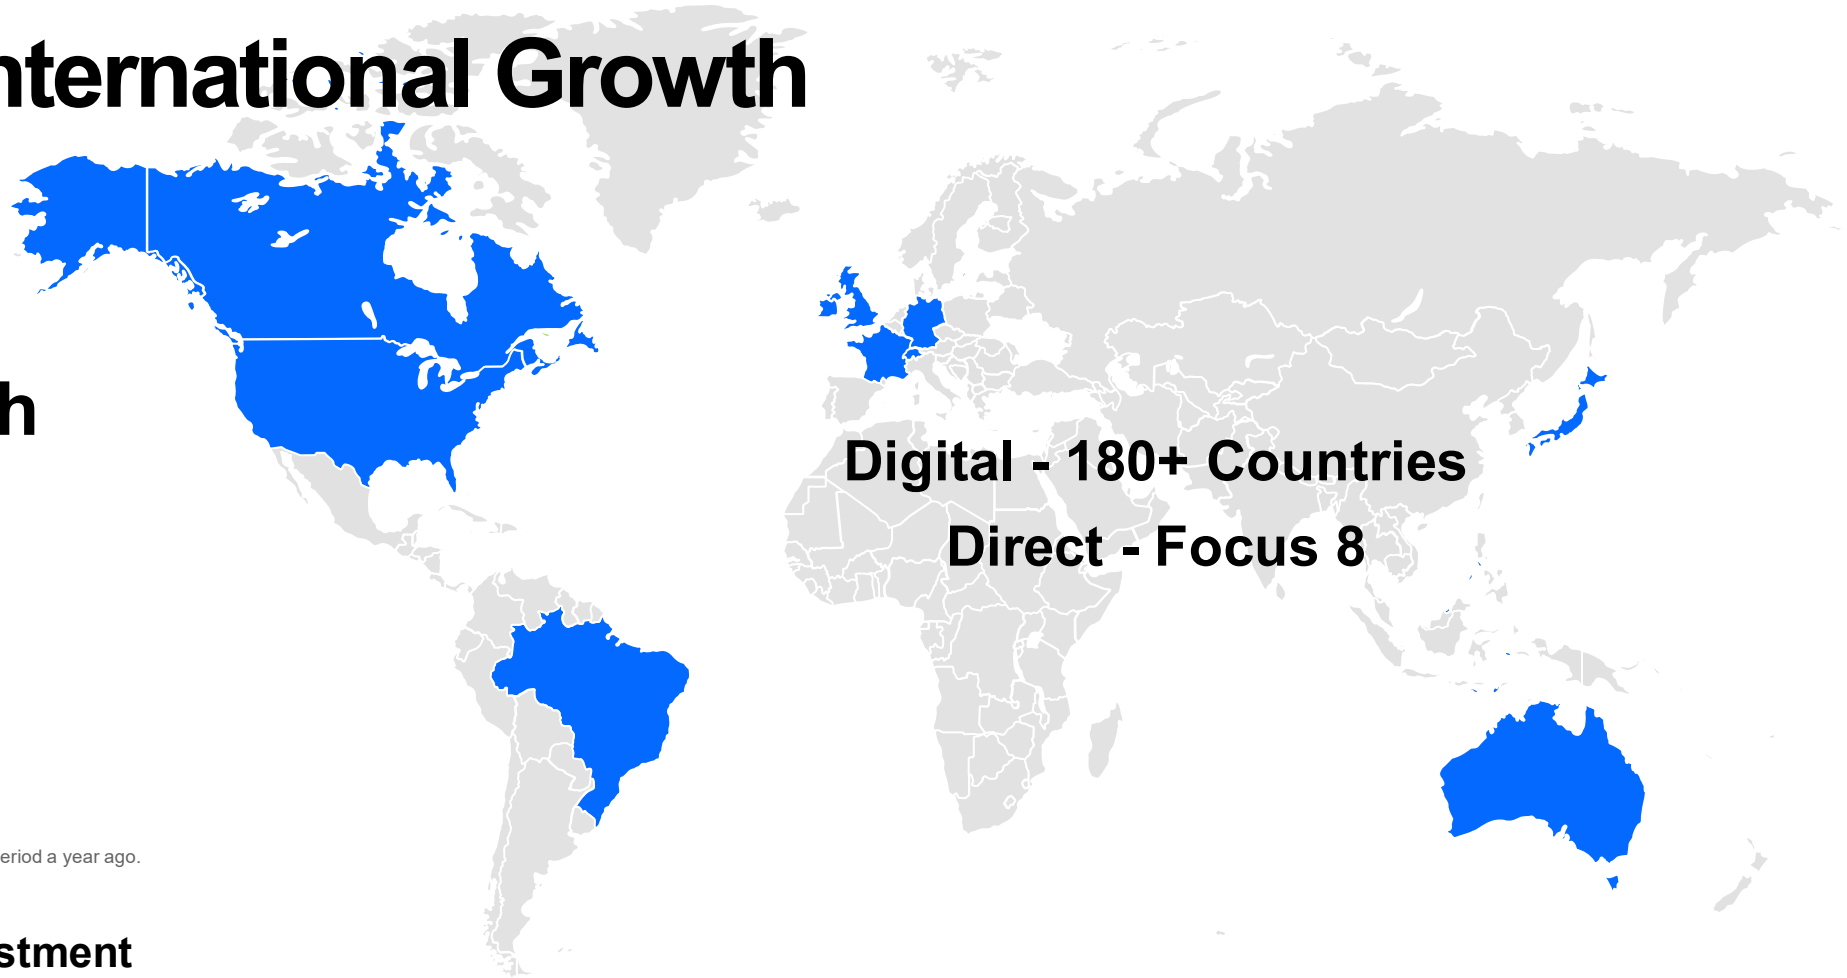 nternational Growth
h
Digital - 180+ Countries
Direct - Focus 8
eriod a year ago.
stment